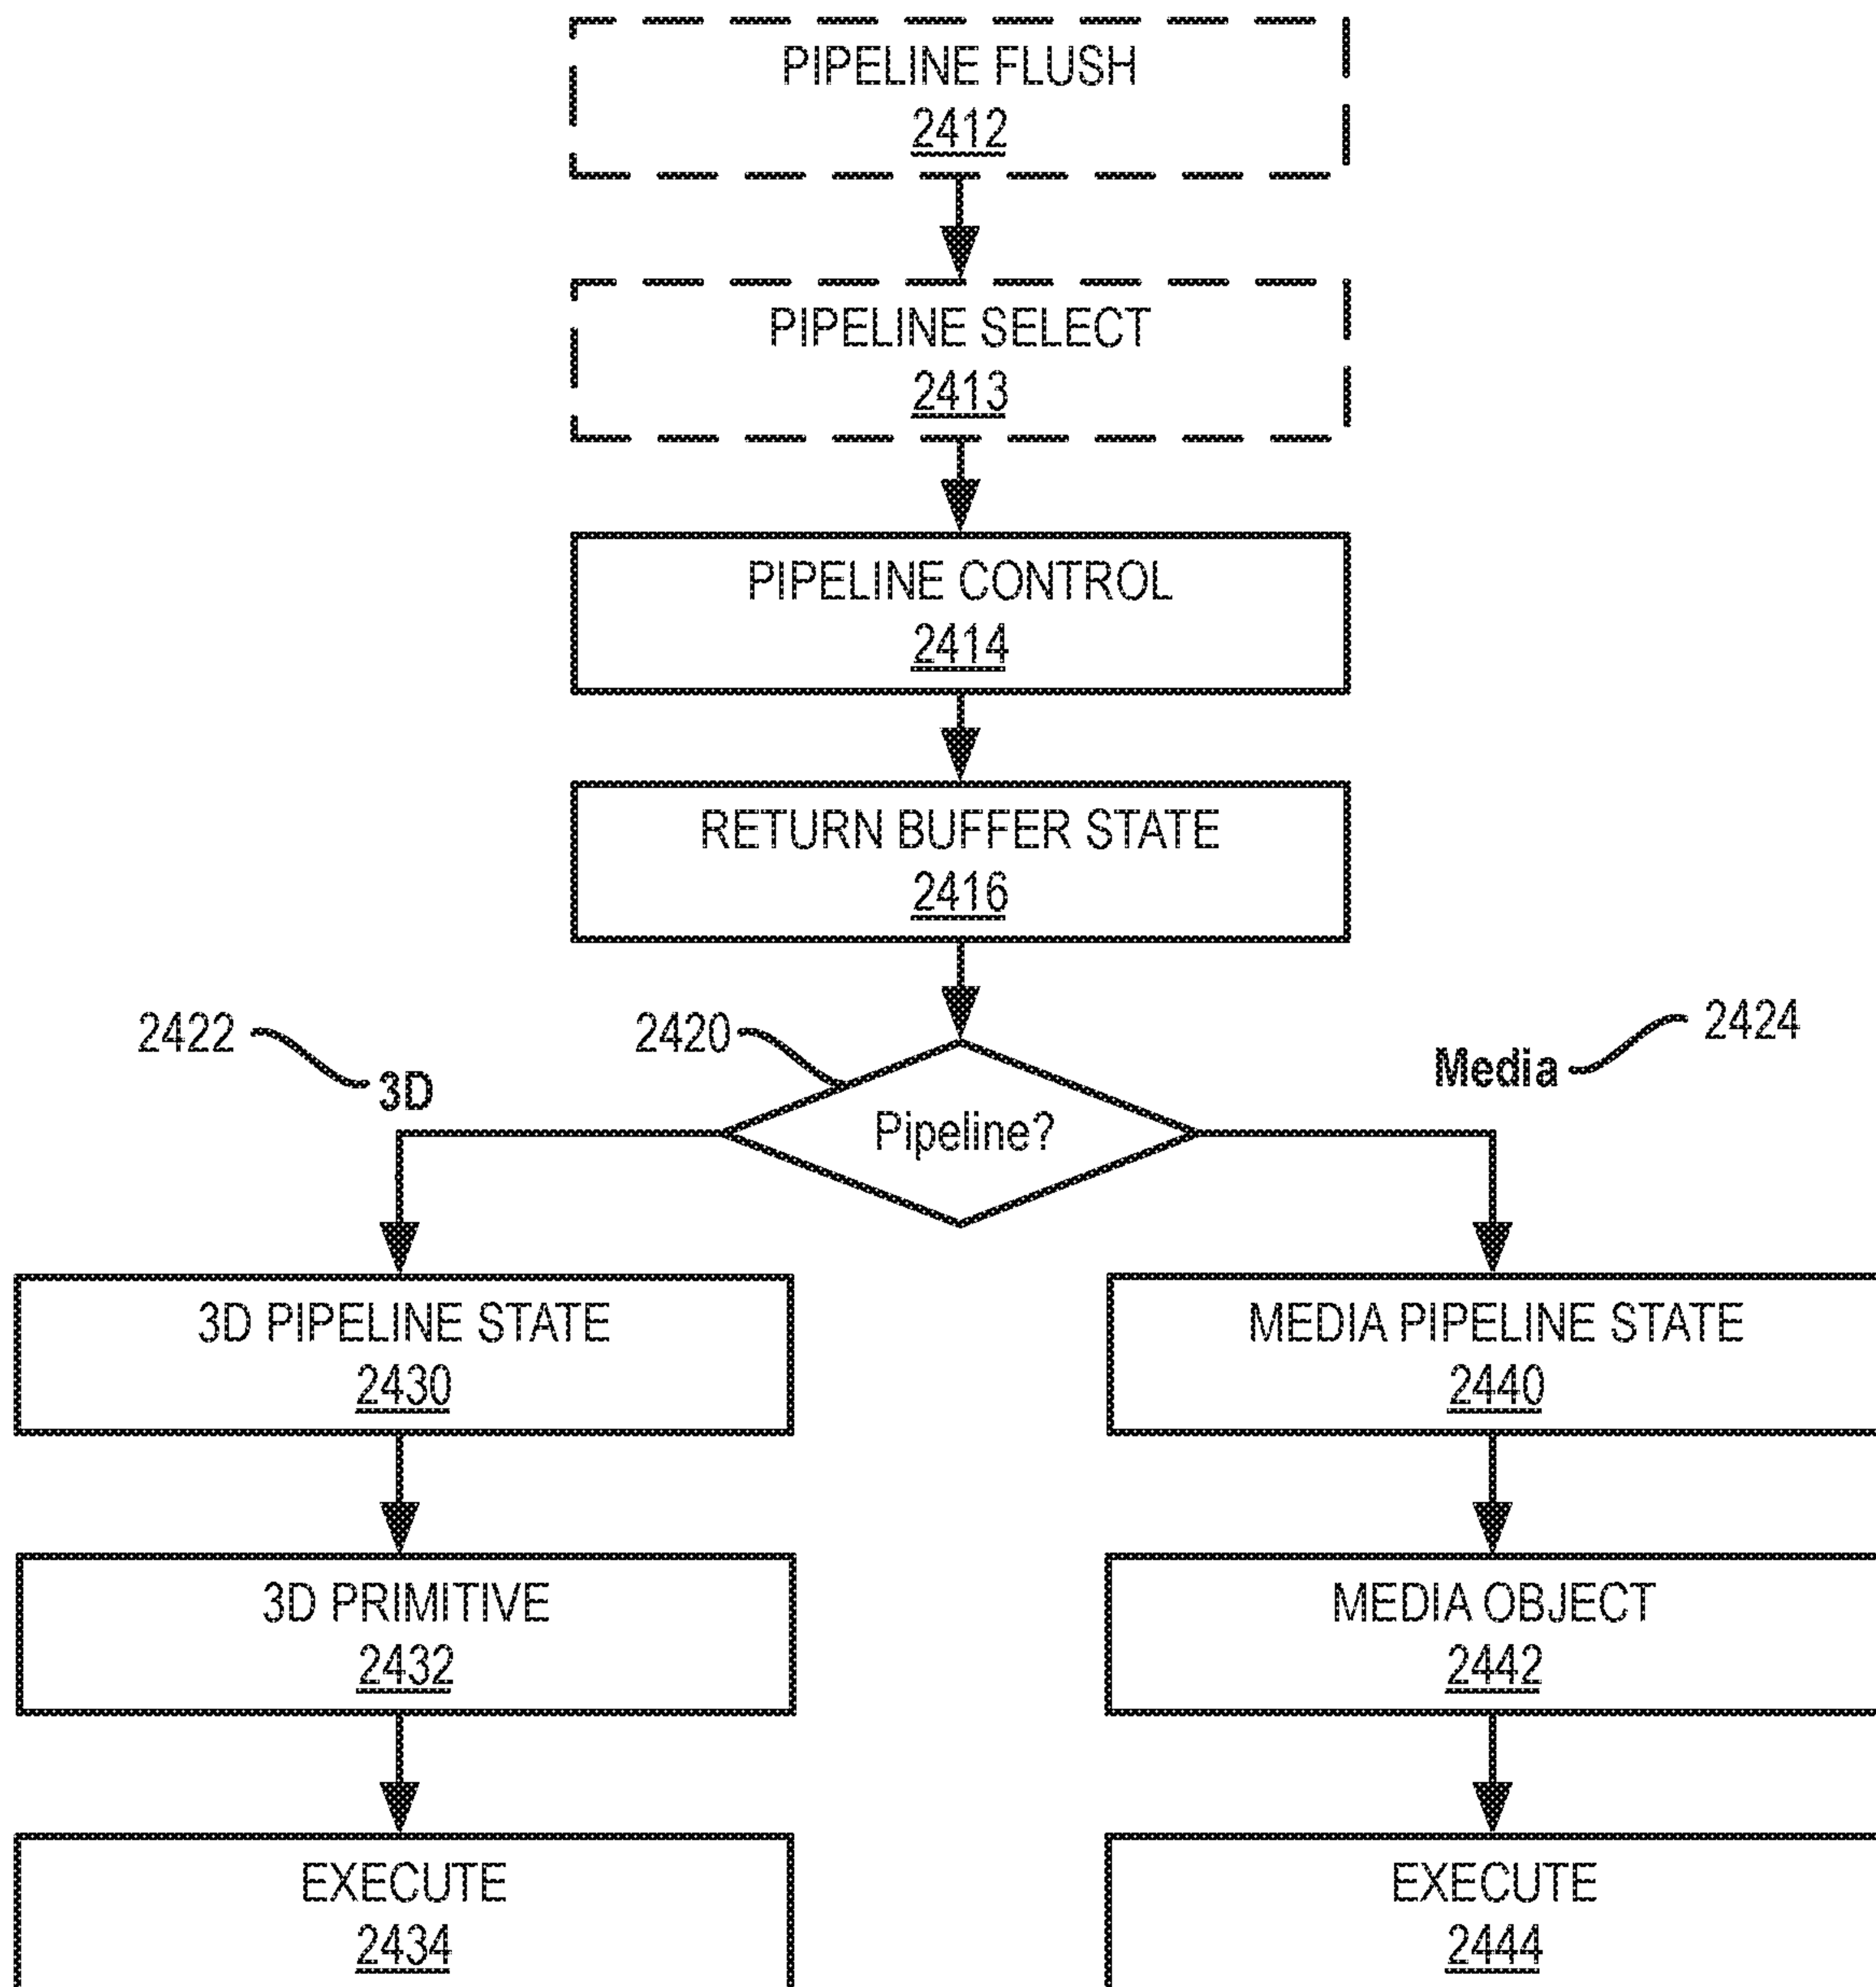 PIPELINE FLUSH
2412
PIPELINE SELECT
2413
PIPELINE CONTROL
2414
RETURN BUFFER STATE
2416
2422
3D
2420
Pipeline?
Media
2424
3D PIPELINE STATE
2430
MEDIA PIPELINE STATE
2440
3D PRIMITIVE
2432
MEDIA OBJECT
2442
EXECUTE
2434
EXECUTE
2444